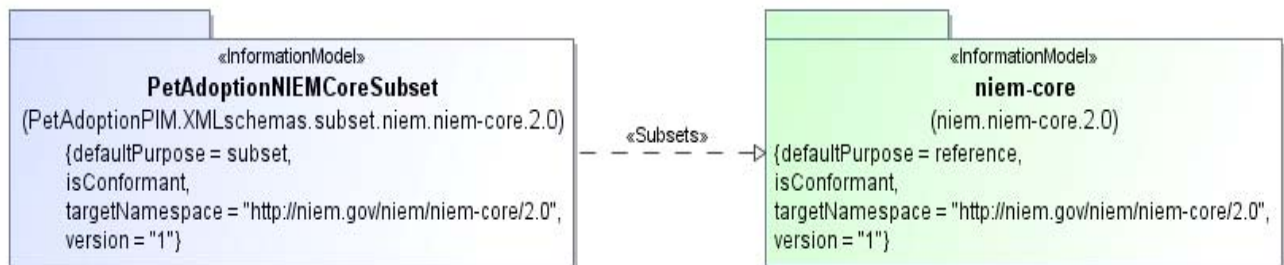 «InformationModel»
PetAdoptionNIEMCoreSubset
(PetAdoptionPIM.XMLschemas.subset.niem.niem-core.2.0)
{defaultPurpose = subset,
isConformant,
targetNamespace = "http://niem.gov/niem/niem-core/2.0",
version = "1"}
«Subsets»
«InformationModel»
niem-core
(niem.niem-core.2.0)
{defaultPurpose = reference,
isConformant,
targetNamespace = "http://niem.gov/niem/niem-core/2.0",
version = "1"}